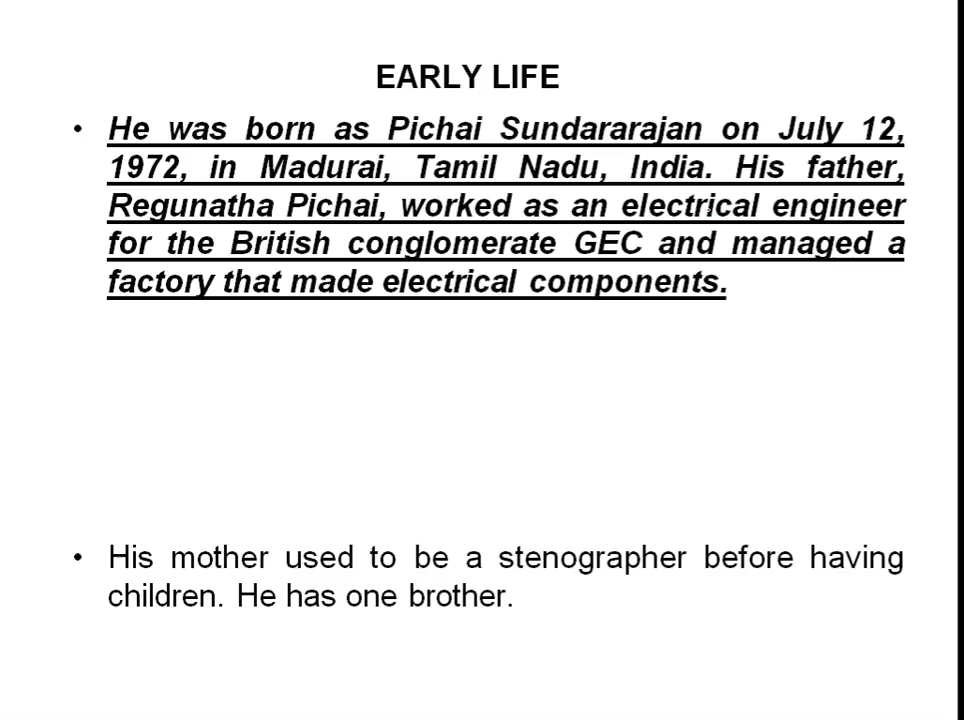 EARLY LIFE
• He was born as Pichai Sundararajan on July 12,
1972, in Madurai, Tamil Nadu, India. His father,
Regunatha Pichai, worked as an electrical engineer
for the British conglomerate GEC and managed a
factory that made electrical components.
• His mother used to be a stenographer before having
children. He has one brother.